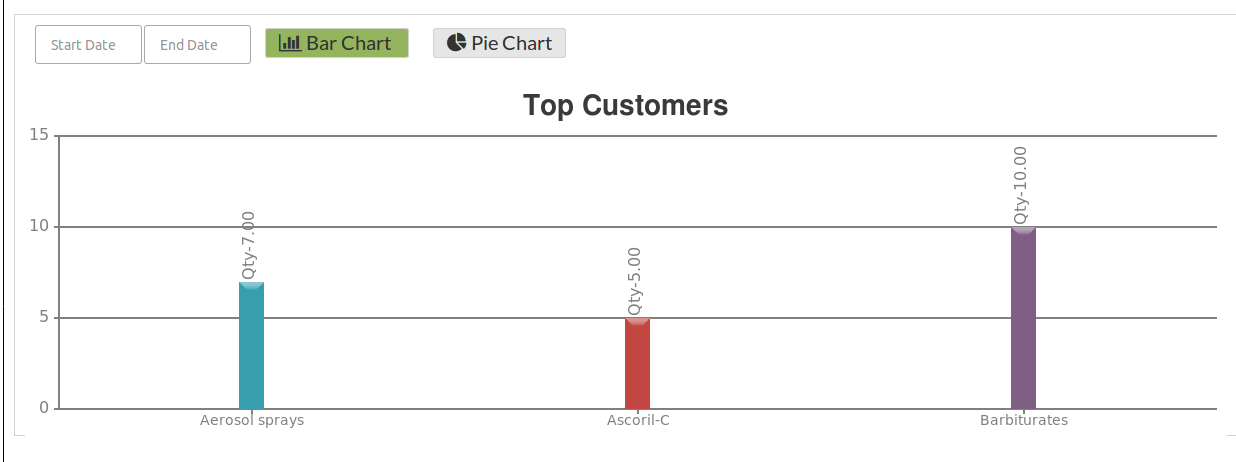 Start Date
End Date
Bar Chart
Pie Chart
Top Customers
15
10
5
0
Qty-7.00
Qty-5.00
Qty-10.00
Aerosol sprays
Ascoril-C
Barbiturates